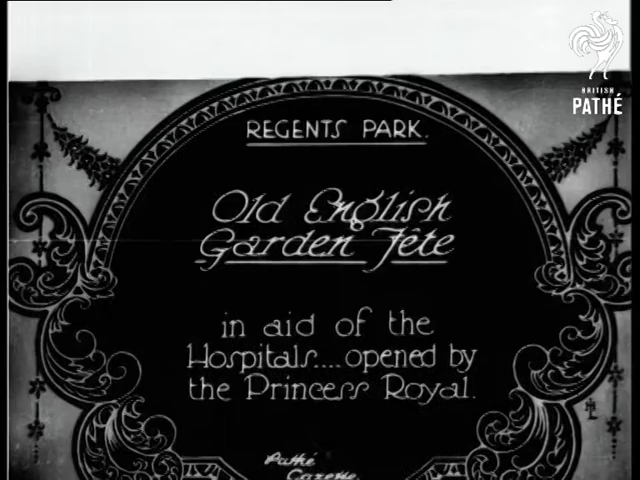 BRITISH
PATHÉ
REGENTS PARK.
Old English
Garden Fête
in aid of the
Hospitals.... opened by
the Princess Royal.
Pathé
Gazette.